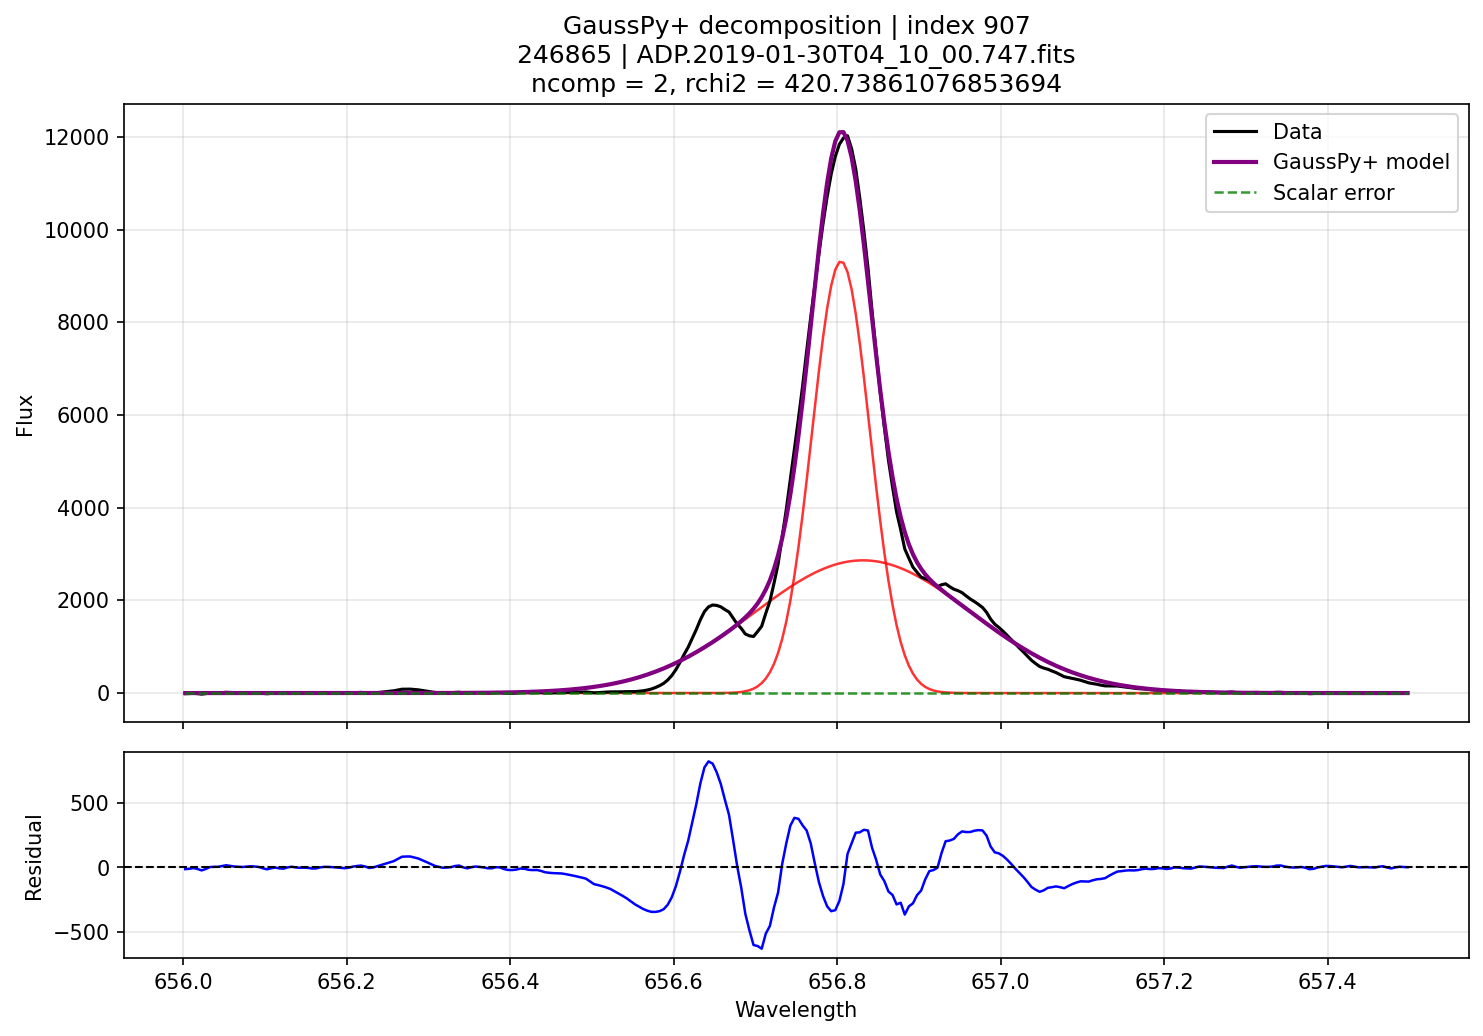 GaussPy+ decomposition | index 907
246865 | ADP.2019-01-30T04_10_00.747.fits
ncomp = 2, rchi2 = 420.73861076853694
Data
GaussPy+ model
Scalar error
12000
10000
8000
6000
4000
2000
0
Flux
500
0
−500
Residual
656.0 656.2 656.4 656.6 656.8 657.0 657.2 657.4
Wavelength